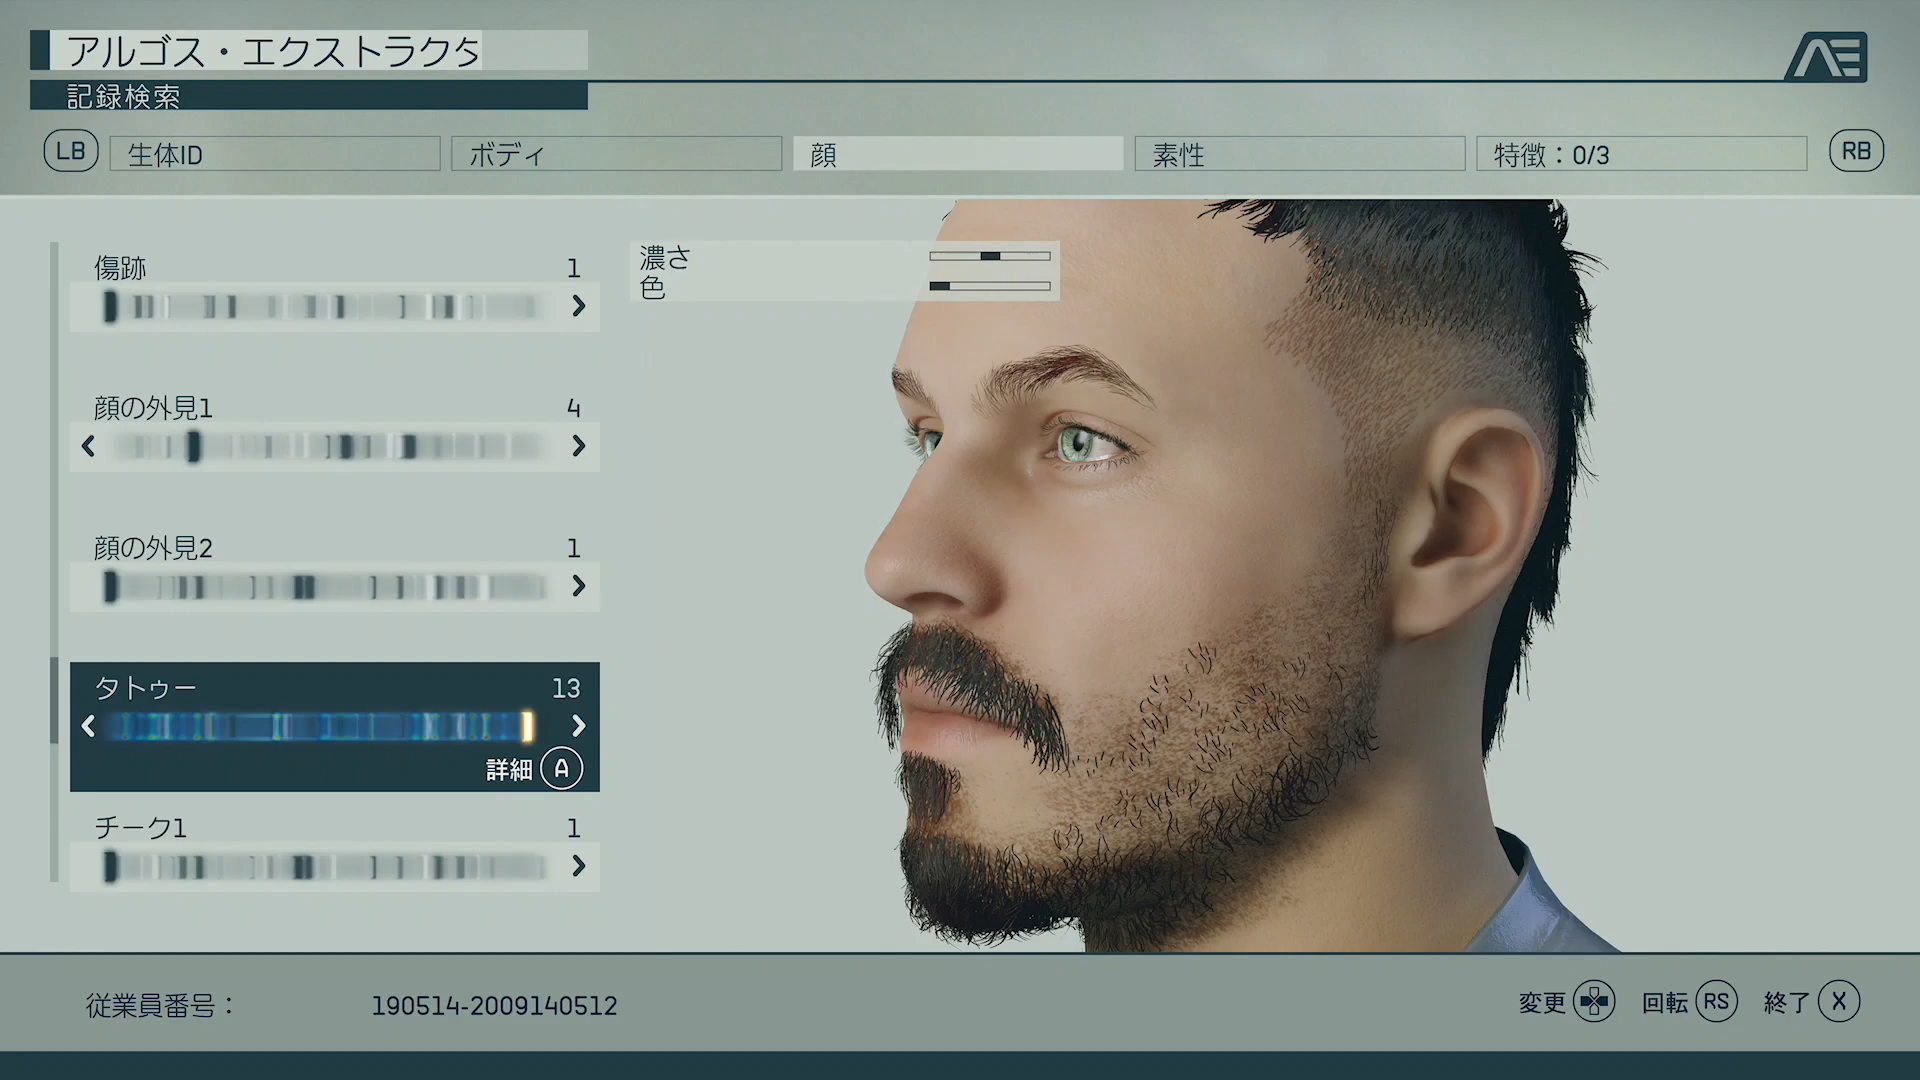 アルゴス・エクストラクタ
記録検索
LB 生体ID ボディ 顔 素性 特徴：0/3 RB
傷跡 1
濃さ
色
顔の外見1 4
顔の外見2 1
タトゥー 13
詳細 A
チーク1 1
従業員番号： 190514-2009140512
変更 回転 RS 終了 X